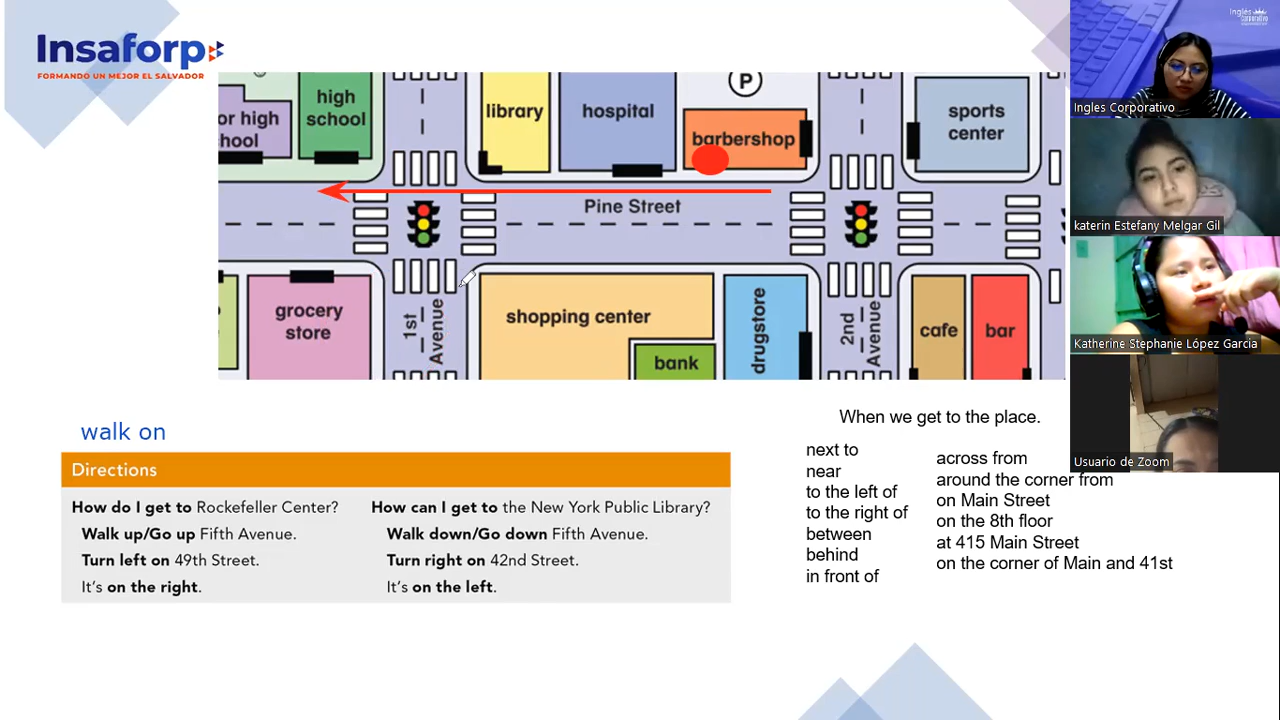 Insaforp
FORMANDO UN MEJOR EL SALVADOR
or high
hool
high
school
library
hospital
P
barbershop
sports
center
Pine Street
grocery
store
1st
Avenue
shopping center
bank
drugstore
2nd
Avenue
cafe
bar
Inglés
Corporativo
Ingles Corporativo
katerin Estefany Melgar Gil
Katherine Stephanie López Garcia
Usuario de Zoom
walk on
Directions
How do I get to Rockefeller Center?
Walk up/Go up Fifth Avenue.
Turn left on 49th Street.
It's on the right.
How can I get to the New York Public Library?
Walk down/Go down Fifth Avenue.
Turn right on 42nd Street.
It's on the left.
When we get to the place.
next to
near
to the left of
to the right of
between
behind
in front of
across from
around the corner from
on Main Street
on the 8th floor
at 415 Main Street
on the corner of Main and 41st